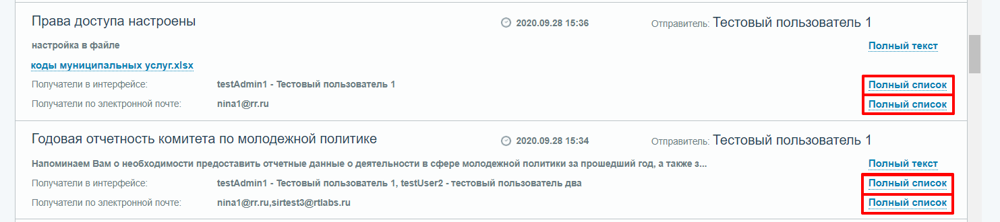 Права доступа настроены 2020.09.28 15:36 Отправитель: Тестовый пользователь 1
настройка в файле Полный текст
коды муниципальных услуг.xlsx
Получатели в интерфейсе: testAdmin1 - Тестовый пользователь 1 Полный список
Получатели по электронной почте: nina1@rr.ru Полный список
Годовая отчетность комитета по молодежной политике 2020.09.28 15:34 Отправитель: Тестовый пользователь 1
Напоминаем Вам о необходимости предоставить отчетные данные о деятельности в сфере молодежной политики за прошедший год, а также з... Полный текст
Получатели в интерфейсе: testAdmin1 - Тестовый пользователь 1, testUser2 - тестовый пользователь два Полный список
Получатели по электронной почте: nina1@rr.ru,sirtest3@rtlabs.ru Полный список